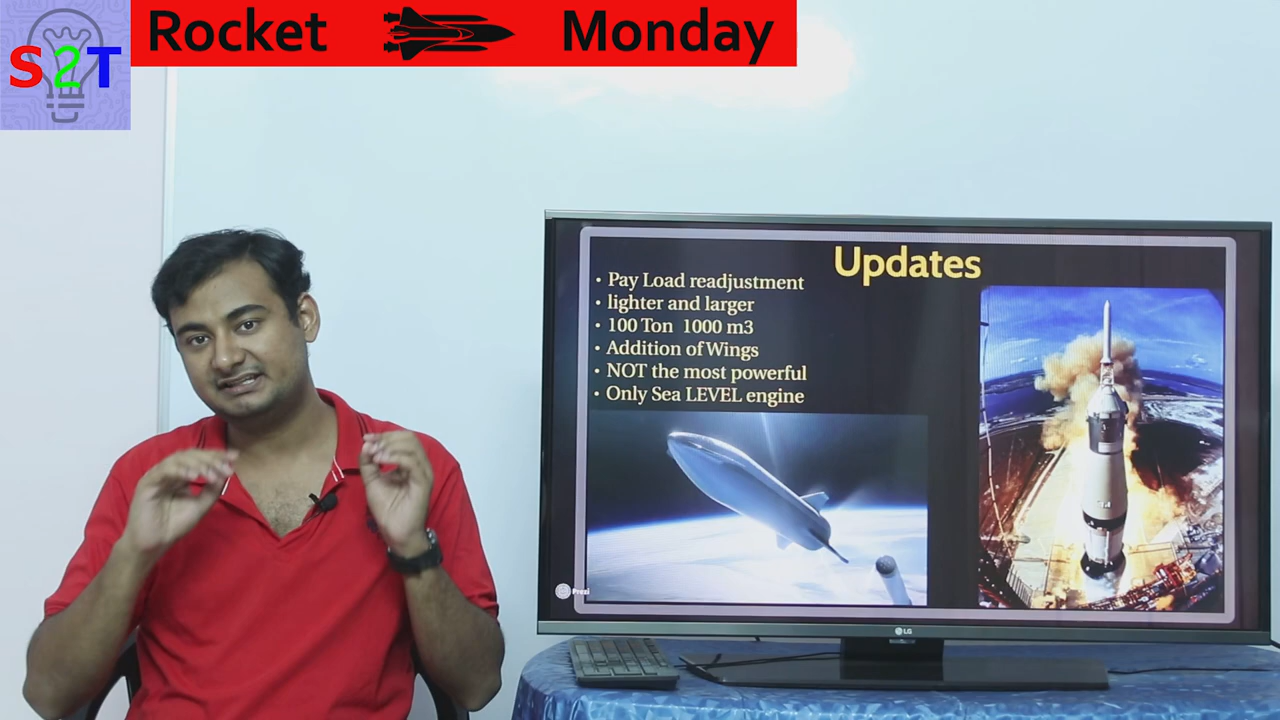 Rocket Monday
S2T
Updates
• Pay Load readjustment
• lighter and larger
• 100 Ton 1000 m3
• Addition of Wings
• NOT the most powerful
• Only Sea LEVEL engine
Prezi
LG